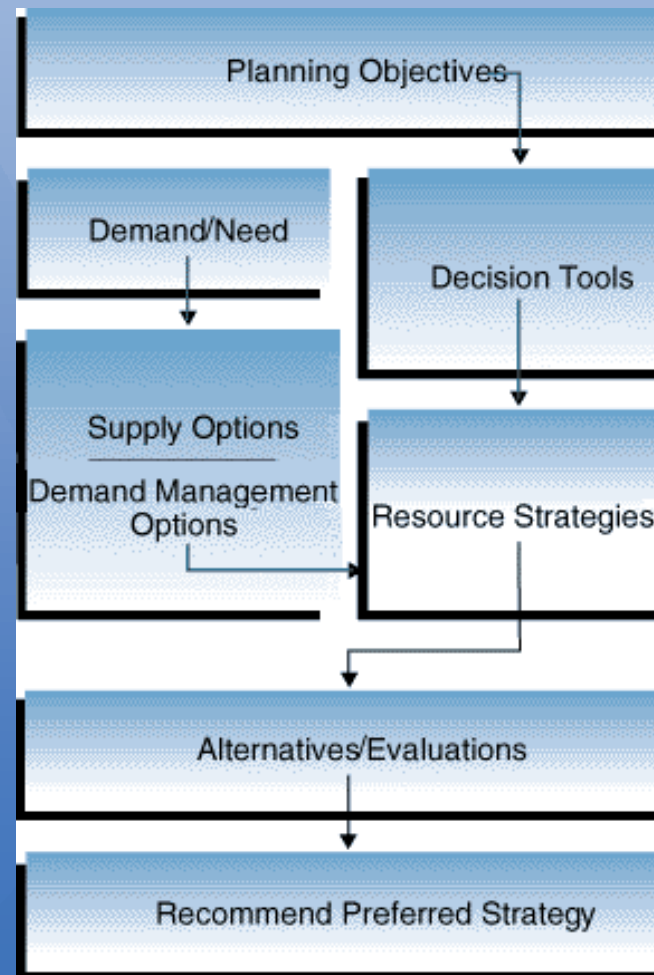 Planning Objectives
Demand/Need
Decision Tools
Supply Options
Demand Management
Options
Resource Strategies
Alternatives/Evaluations
Recommend Preferred Strategy